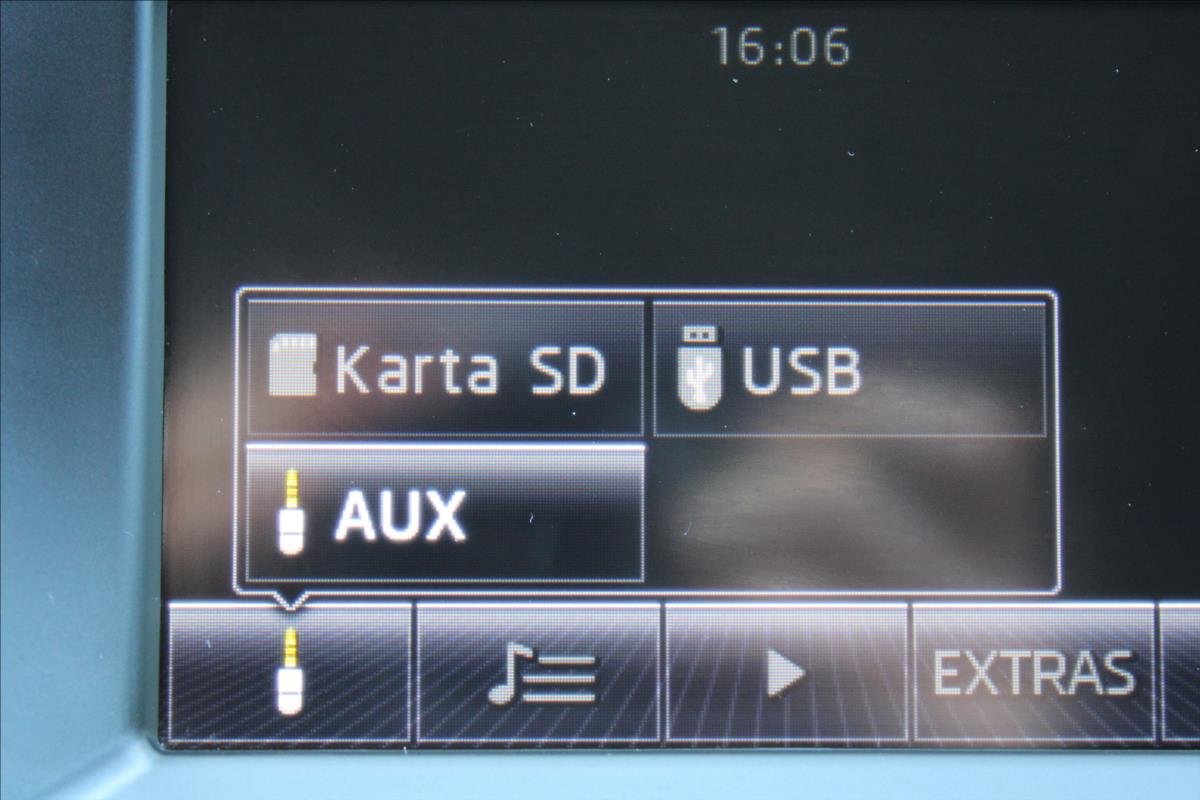 16:06
Karta SD
USB
AUX
EXTRAS